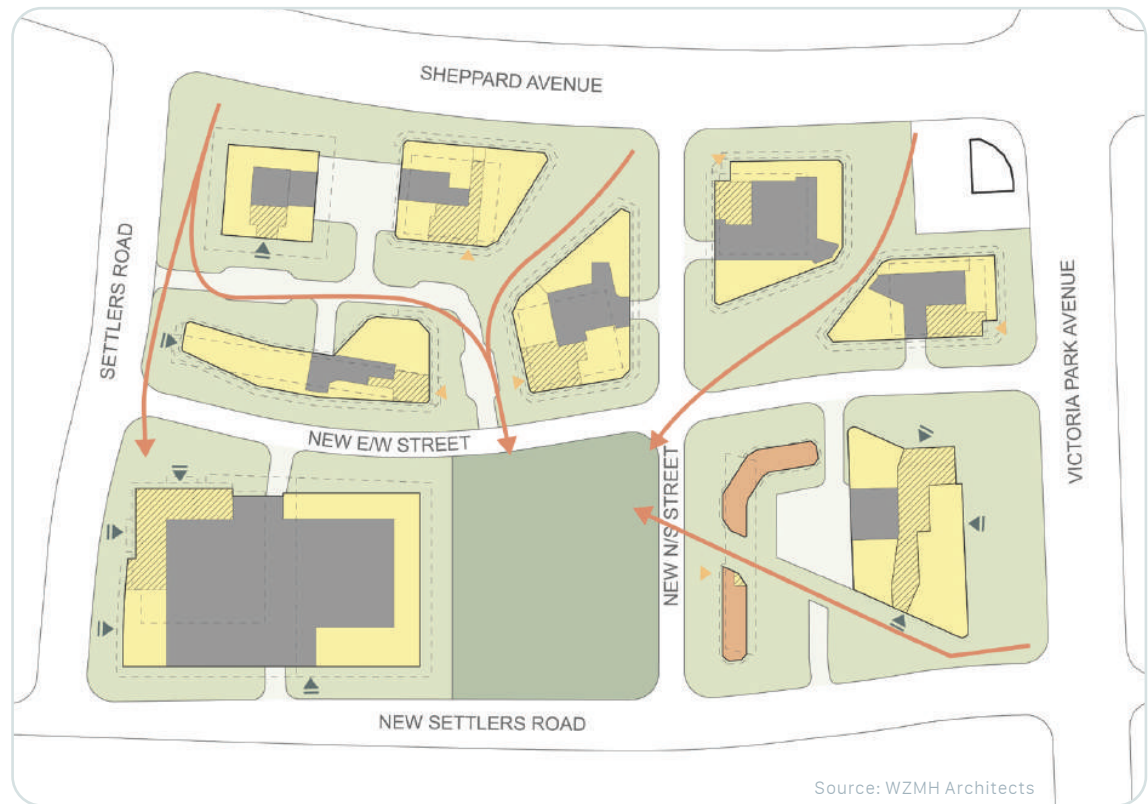 SHEPPARD AVENUE
SETTLERS ROAD
VICTORIA PARK AVENUE
NEW E/W STREET
NEW N/S STREET
NEW SETTLERS ROAD
Source: WZMH Architects